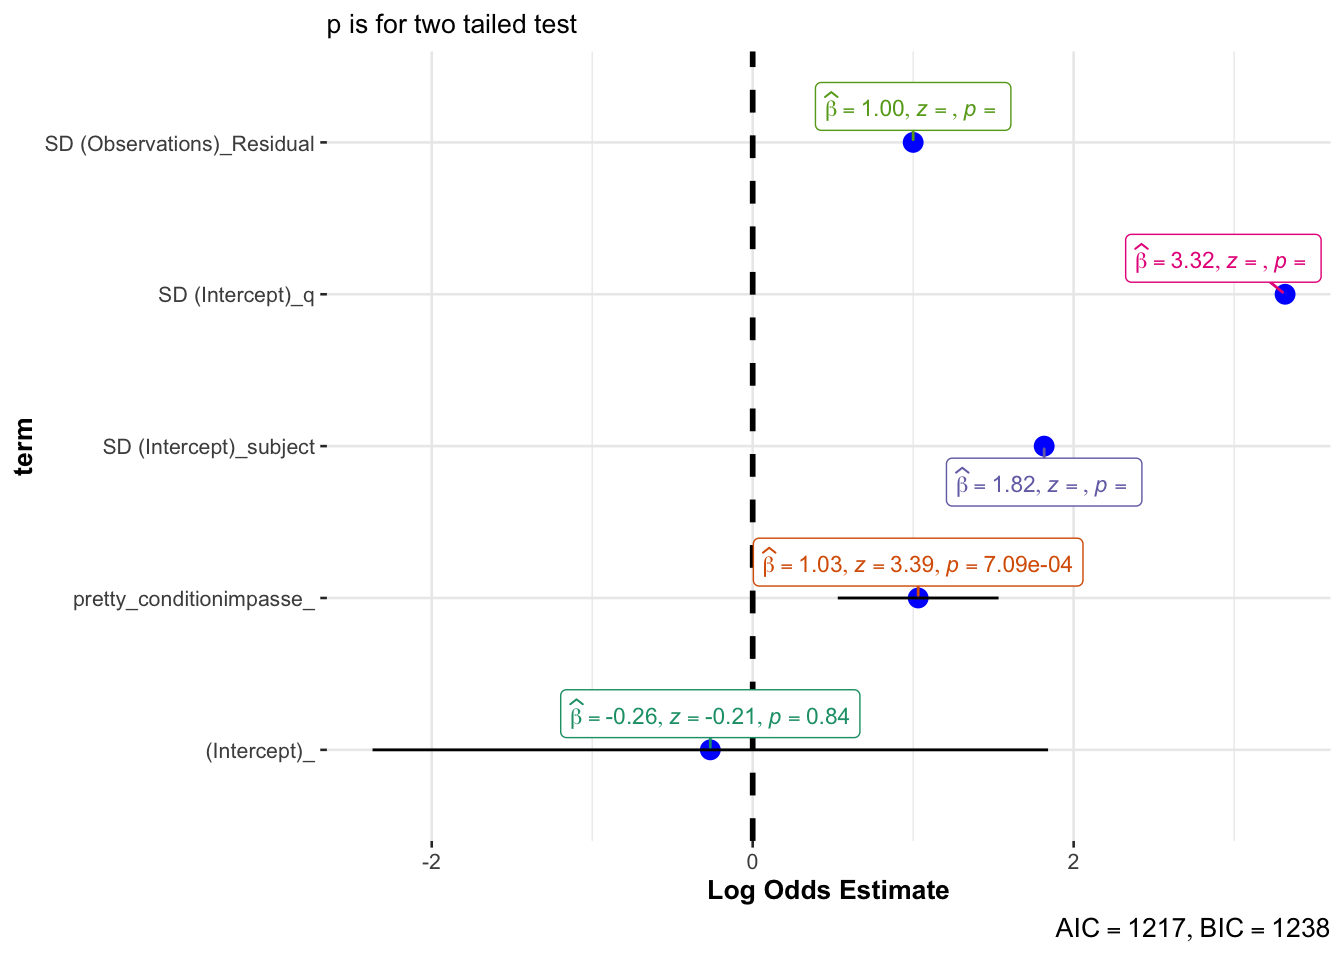 p is for two tailed test
SD (Observations)_Residual
β̂ = 1.00, z = , p =
SD (Intercept)_q
β̂ = 3.32, z = , p =
SD (Intercept)_subject
β̂ = 1.82, z = , p =
pretty_conditionimpasse_
β̂ = 1.03, z = 3.39, p = 7.09e-04
(Intercept)_
β̂ = -0.26, z = -0.21, p = 0.84
term
-2 0 2
Log Odds Estimate
AIC = 1217, BIC = 1238